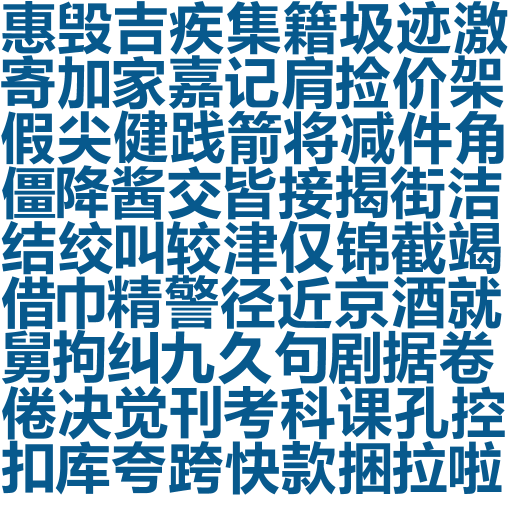 惠毁吉疾集籍圾迹激
寄加家嘉记肩捡价架
假尖健践箭将减件角
僵降酱交皆接揭街洁
结绞叫较津仅锦截竭
借巾精警径近京酒就
舅拘纠九久句剧据卷
倦决觉刊考科课孔控
扣库夸跨快款捆拉啦